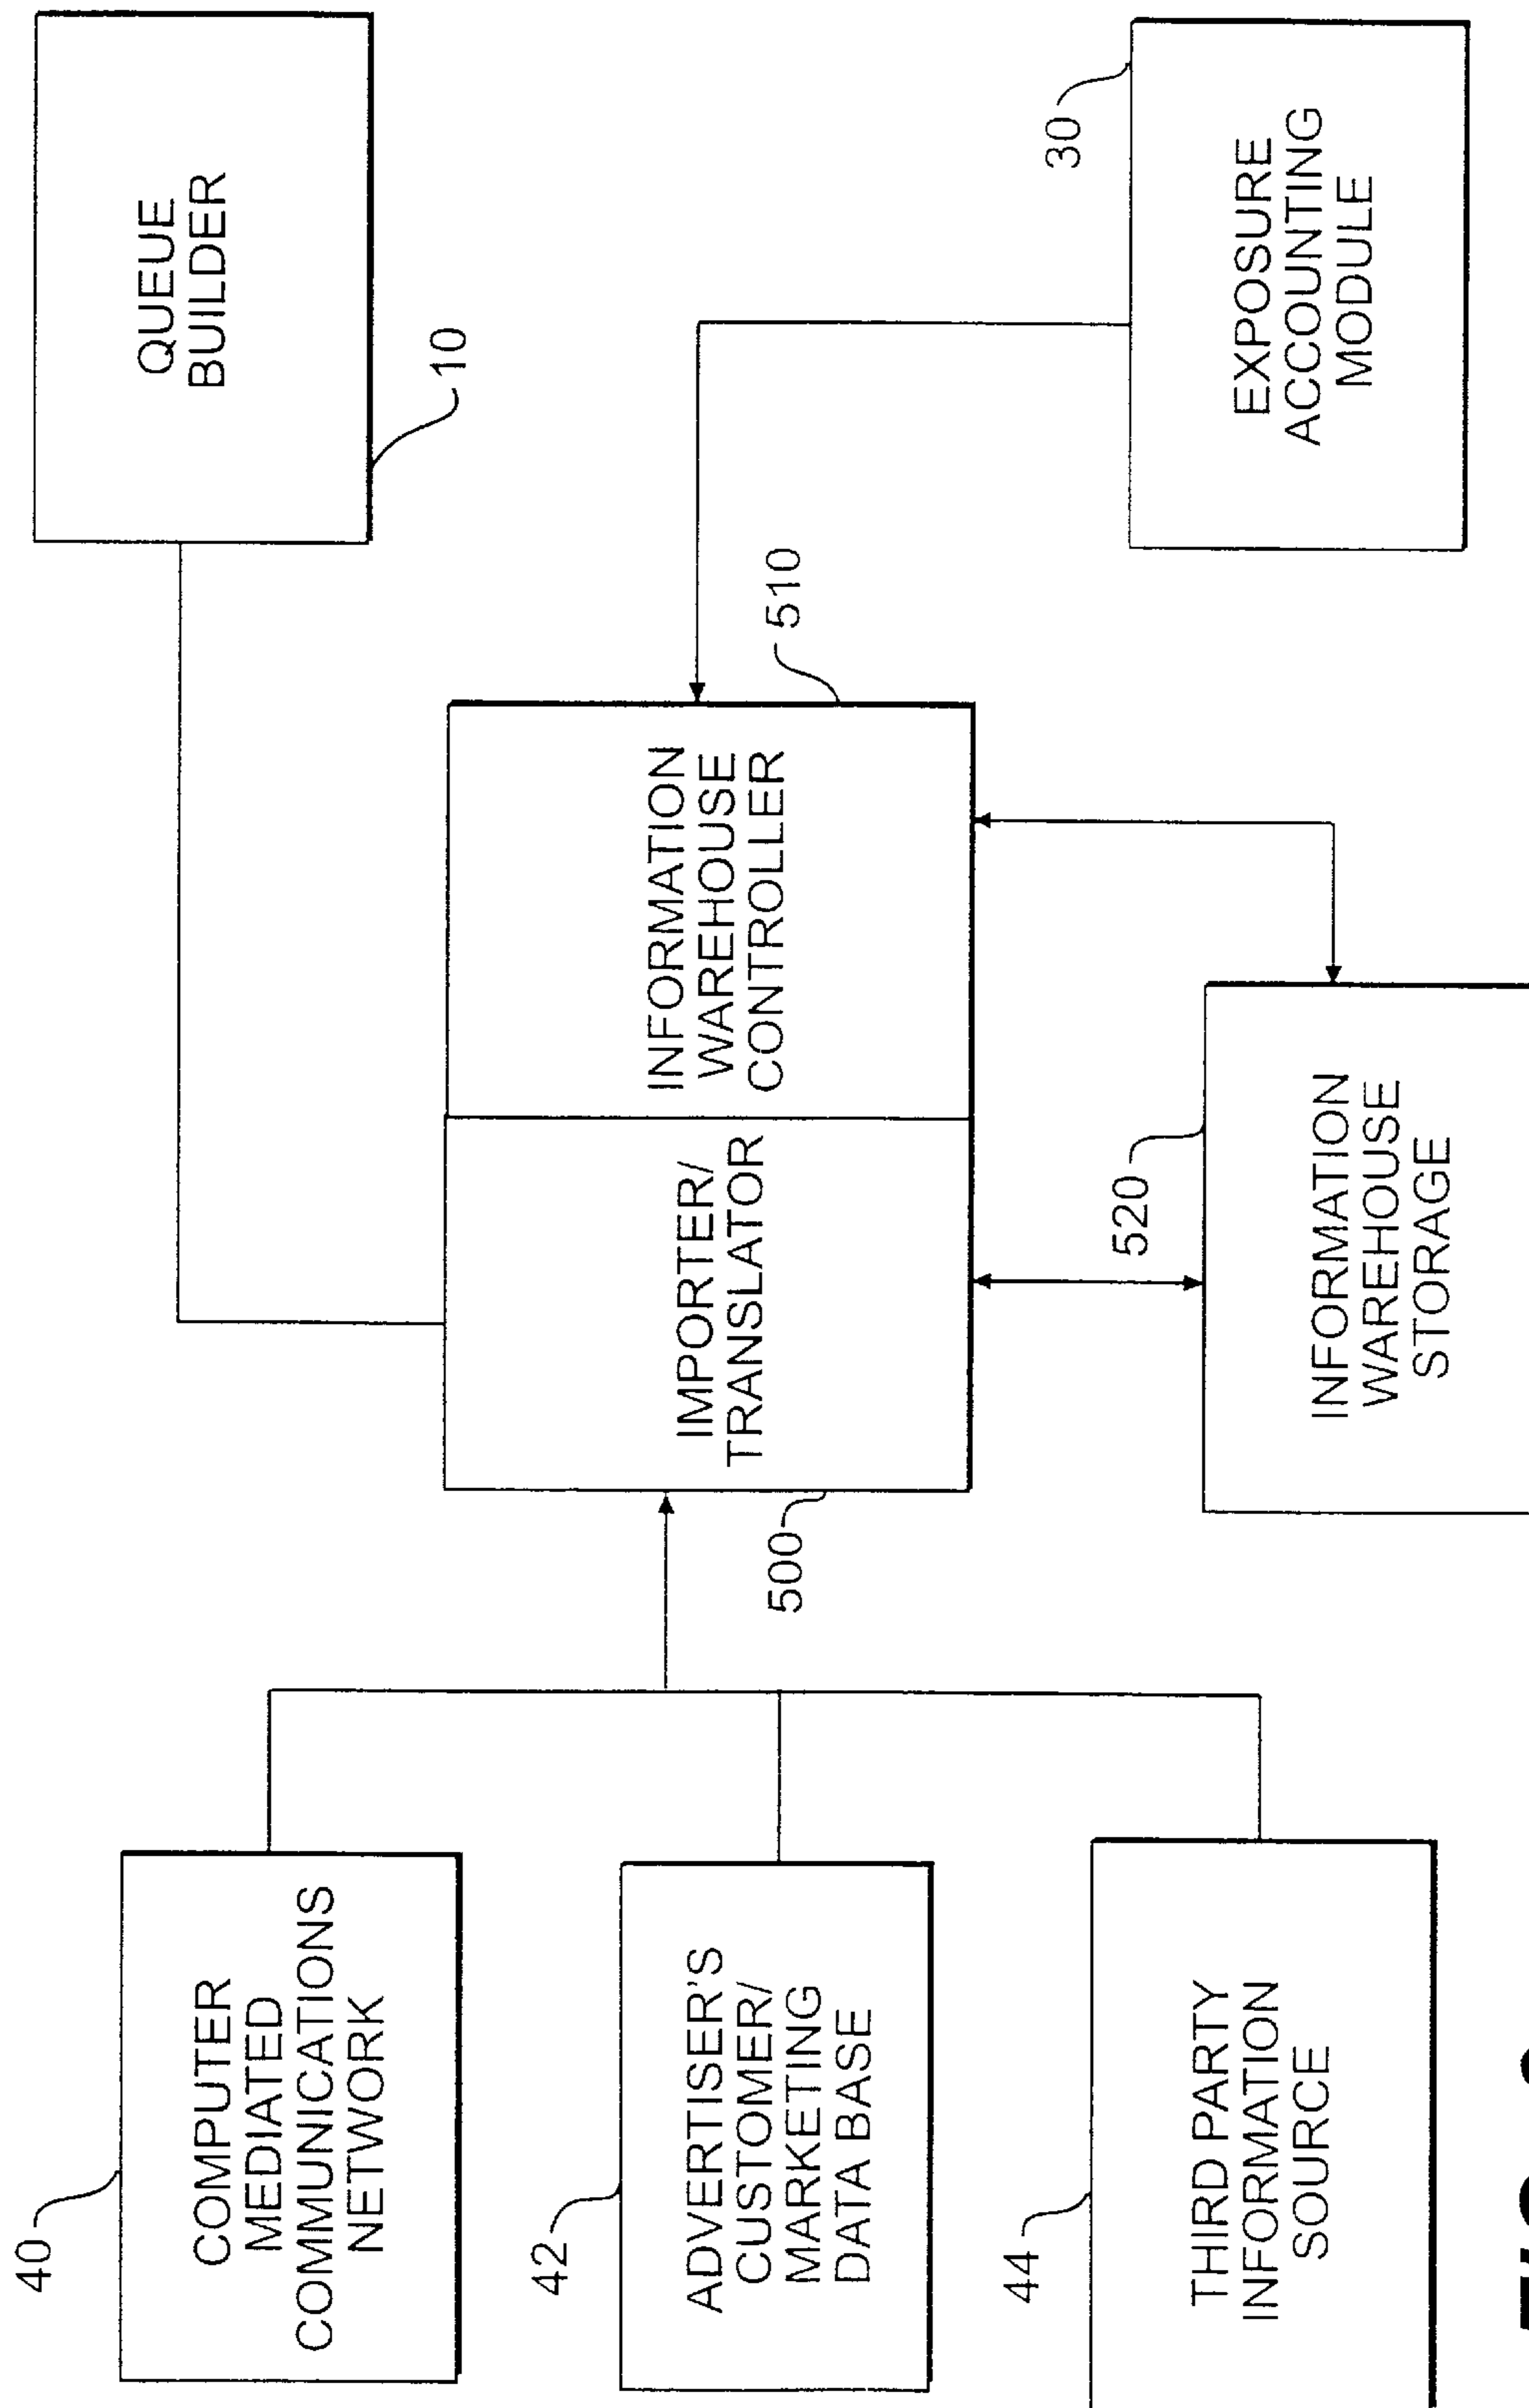 40
COMPUTER
MEDIATED
COMMUNICATIONS
NETWORK
42
ADVERTISER'S
CUSTOMER/
MARKETING
DATA BASE
44
THIRD PARTY
INFORMATION
SOURCE
500
IMPORTER/
TRANSLATOR
INFORMATION
WAREHOUSE
CONTROLLER
510
520
INFORMATION
WAREHOUSE
STORAGE
QUEUE
BUILDER
10
30
EXPOSURE
ACCOUNTING
MODULE